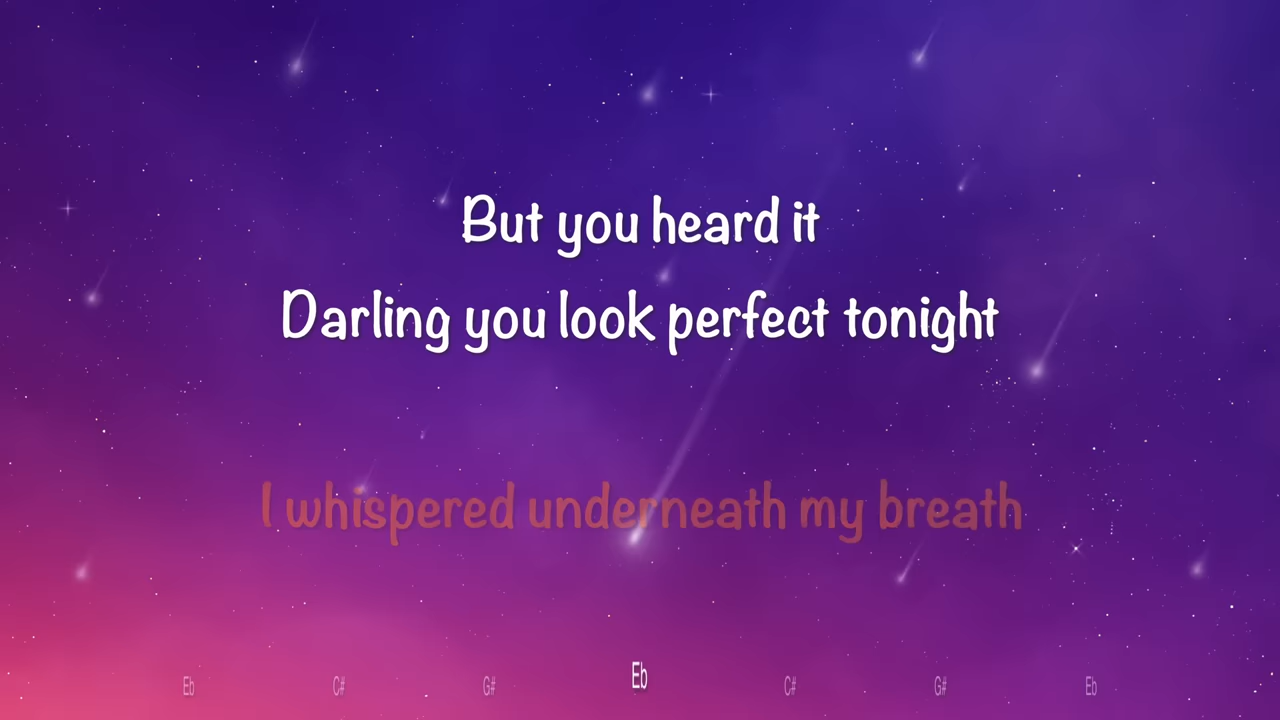 But you heard it
Darling you look perfect tonight
I whispered underneath my breath
Eb C# G# Eb C# G# Eb